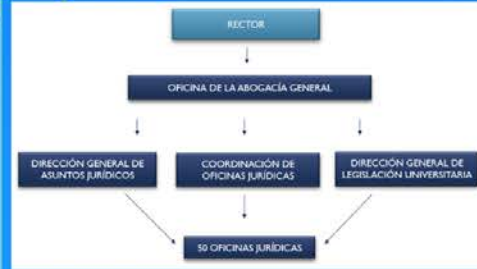 RECTOR
OFICINA DE LA ABOGACÍA GENERAL
DIRECCIÓN GENERAL DE
ASUNTOS JURÍDICOS
COORDINACIÓN DE
OFICINAS JURÍDICAS
DIRECCIÓN GENERAL DE
LEGISLACIÓN UNIVERSITARIA
50 OFICINAS JURÍDICAS